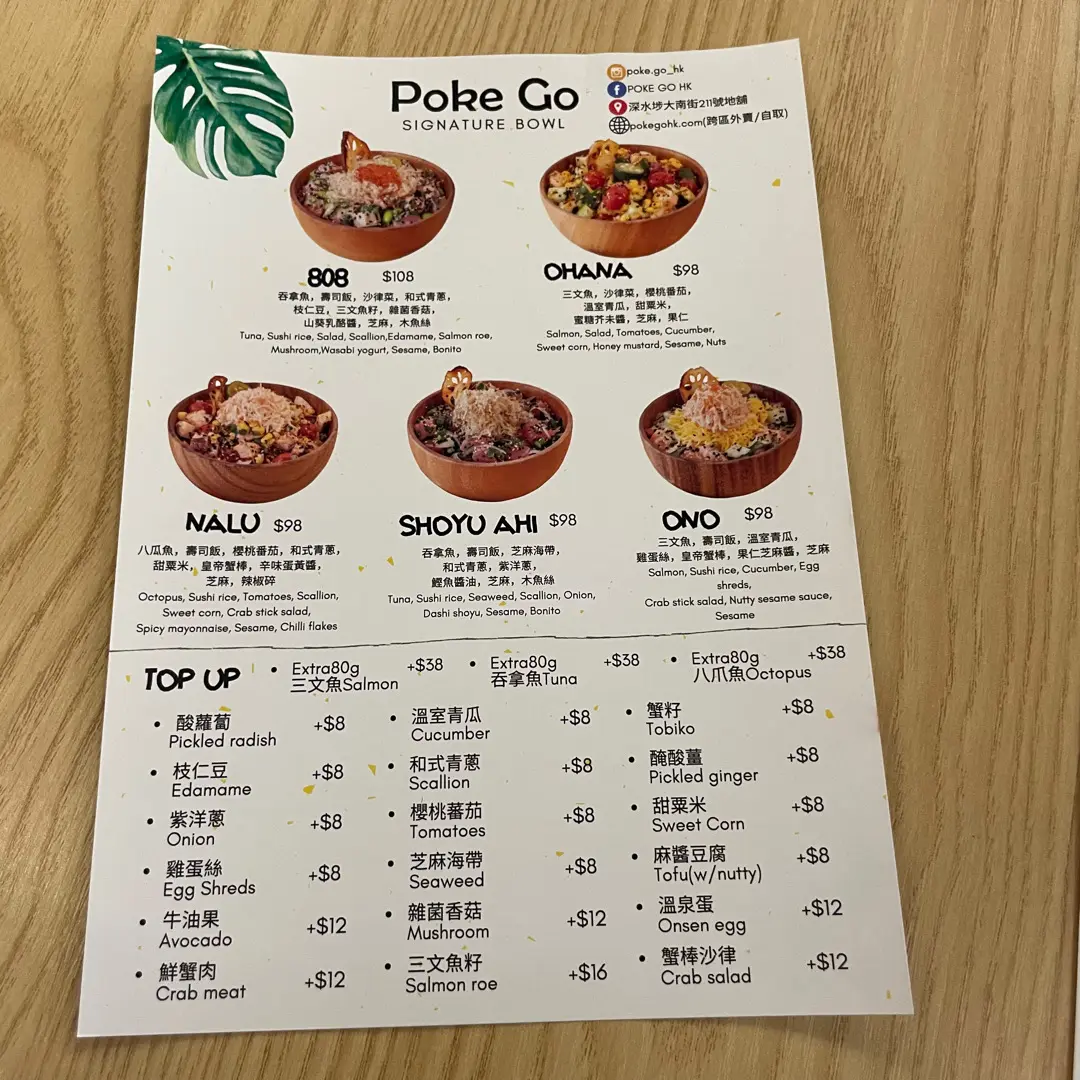 Poke Go
SIGNATURE BOWL
poke.go_hk
POKE GO HK
深水埗大南街211號地舖
pokegohk.com(跨區外賣/自取)
808 $108
吞拿魚，壽司飯，沙律菜，和式青蔥，
枝仁豆，三文魚籽，雜菌香菇，
山葵乳酪醬，芝麻，木魚絲
Tuna, Sushi rice, Salad, Scallion,Edamame, Salmon roe,
Mushroom,Wasabi yogurt, Sesame, Bonito
OHANA $98
三文魚，沙律菜，櫻桃番茄，
溫室青瓜，甜粟米，
蜜糖芥未醬，芝麻，果仁
Salmon, Salad, Tomatoes, Cucumber,
Sweet corn, Honey mustard, Sesame, Nuts
NALU $98
八瓜魚，壽司飯，櫻桃番茄，和式青蔥，
甜粟米，皇帝蟹棒，辛味蛋黃醬，
芝麻，辣椒碎
Octopus, Sushi rice, Tomatoes, Scallion,
Sweet corn, Crab stick salad,
Spicy mayonnaise, Sesame, Chilli flakes
SHOYU AHI $98
吞拿魚，壽司飯，芝麻海帶，
和式青蔥，紫洋蔥，
鰹魚醬油，芝麻，木魚絲
Tuna, Sushi rice, Seaweed, Scallion, Onion,
Dashi shoyu, Sesame, Bonito
ONO $98
三文魚，壽司飯，溫室青瓜，
雞蛋絲，皇帝蟹棒，果仁芝麻醬，芝麻
Salmon, Sushi rice, Cucumber, Egg
shreds,
Crab stick salad, Nutty sesame sauce,
Sesame
TOP UP
• Extra80g +$38
三文魚Salmon
• Extra80g +$38
吞拿魚Tuna
• Extra80g +$38
八爪魚Octopus
• 酸蘿蔔 +$8
Pickled radish
• 枝仁豆 +$8
Edamame
• 紫洋蔥 +$8
Onion
• 雞蛋絲 +$8
Egg Shreds
• 牛油果 +$12
Avocado
• 鮮蟹肉 +$12
Crab meat
• 溫室青瓜 +$8
Cucumber
• 和式青蔥 +$8
Scallion
• 櫻桃蕃茄 +$8
Tomatoes
• 芝麻海帶 +$8
Seaweed
• 雜菌香菇 +$12
Mushroom
• 三文魚籽 +$16
Salmon roe
• 蟹籽 +$8
Tobiko
• 醃酸薑 +$8
Pickled ginger
• 甜粟米 +$8
Sweet Corn
• 麻醬豆腐 +$8
Tofu(w/nutty)
• 溫泉蛋 +$12
Onsen egg
• 蟹棒沙律 +$12
Crab salad